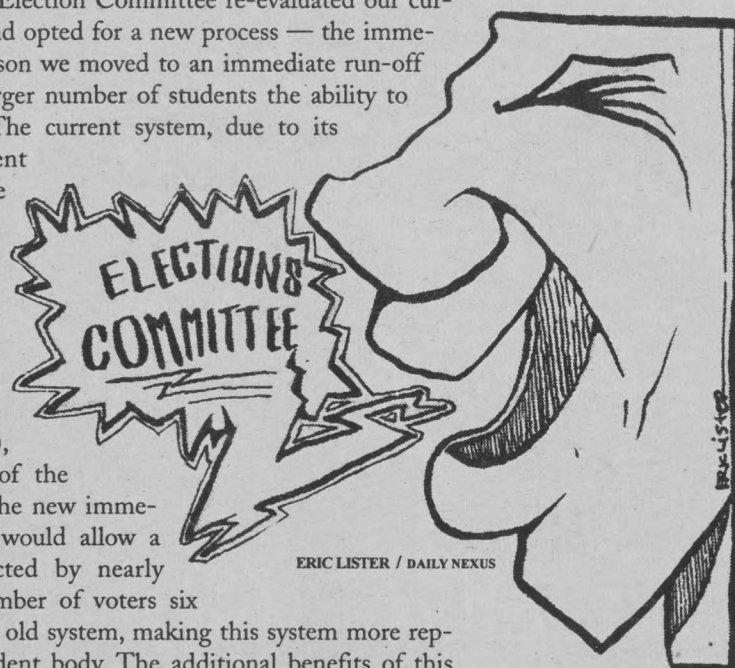 Election Committee re-evaluated our cur-
nd opted for a new process — the imme-
son we moved to an immediate run-off
rger number of students the ability to
The current system, due to its
ent
e
ELECTIONS
COMMITTEE
),
of the
he new imme-
would allow a
cted by nearly
mber of voters six
old system, making this system more rep-
dent body. The additional benefits of this
ERIC LISTER / DAILY NEXUS
ERIC LISTER